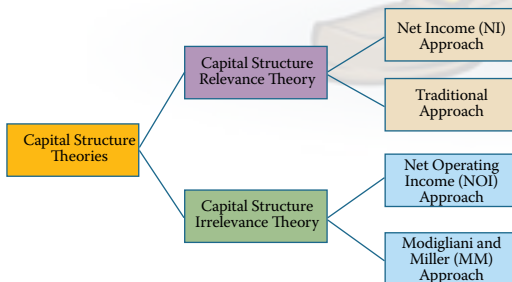 Capital Structure
Theories
Capital Structure
Relevance Theory
Net Income (NI)
Approach
Traditional
Approach
Capital Structure
Irrelevance Theory
Net Operating
Income (NOI)
Approach
Modigliani and
Miller (MM)
Approach